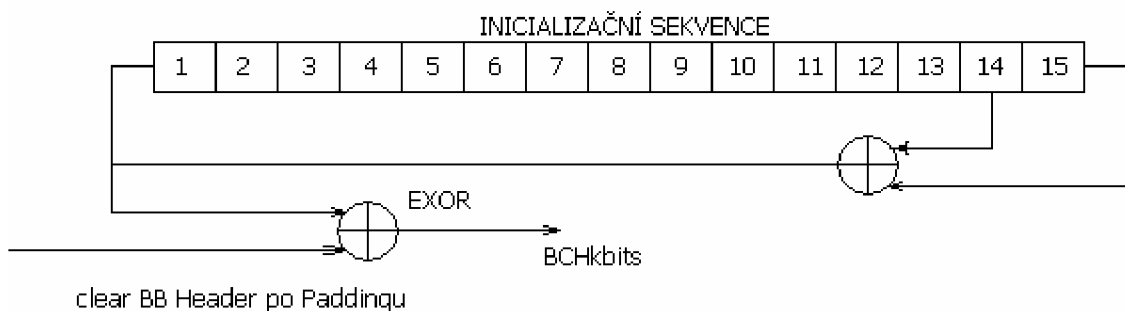 INICIALIZAČNÍ SEKVENCE
1 2 3 4 5 6 7 8 9 10 11 12 13 14 15
EXOR
BCHkbits
clear BB Header po Paddingu